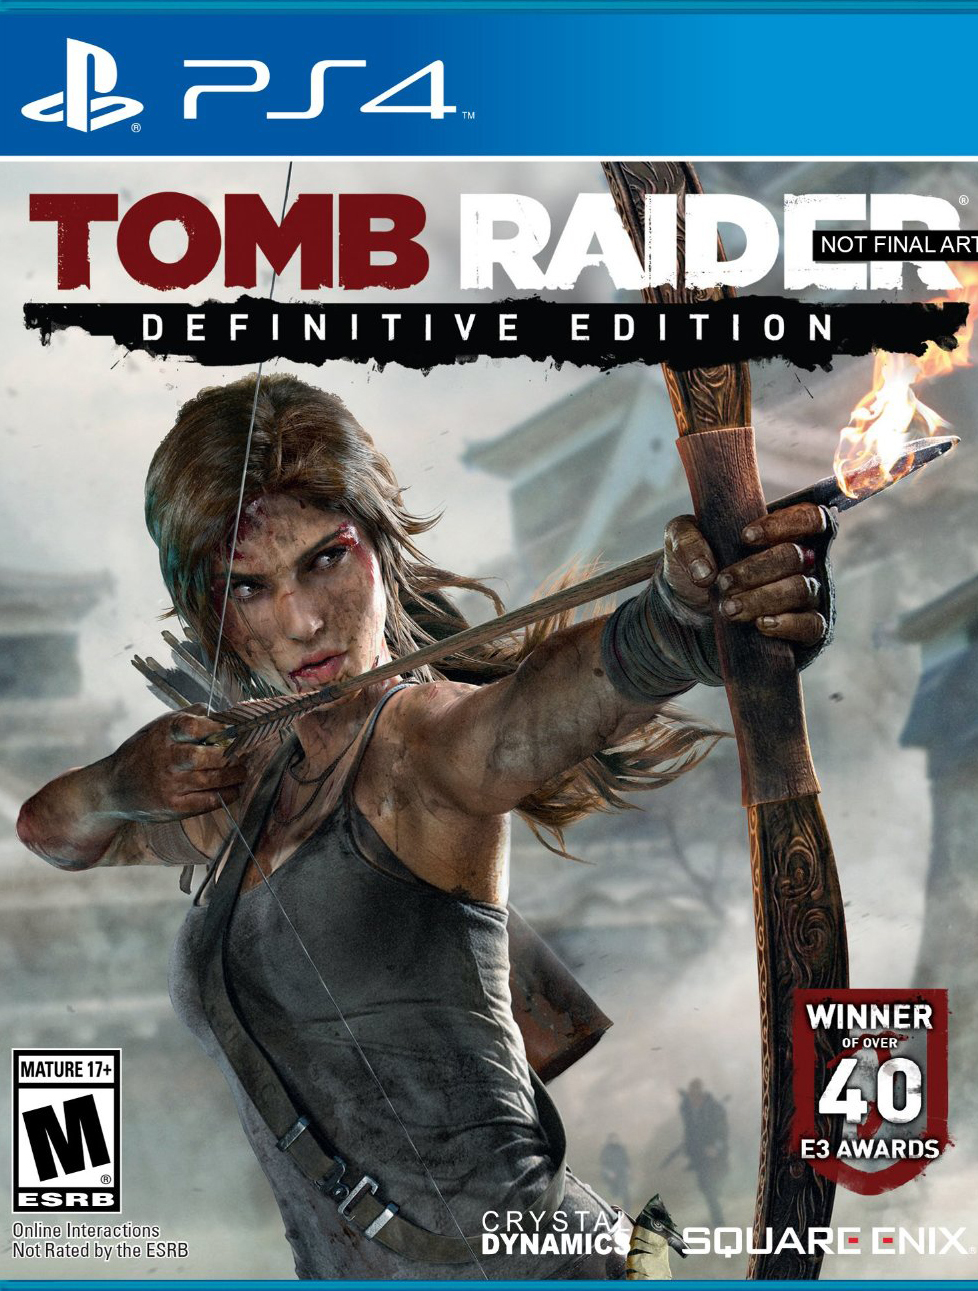 PS4™
TOMB RAIDER®
NOT FINAL ART
DEFINITIVE EDITION
WINNER
OF OVER
40
E3 AWARDS
MATURE 17+
M®
ESRB
Online Interactions
Not Rated by the ESRB
CRYSTAL
DYNAMICS
SQUARE ENIX®